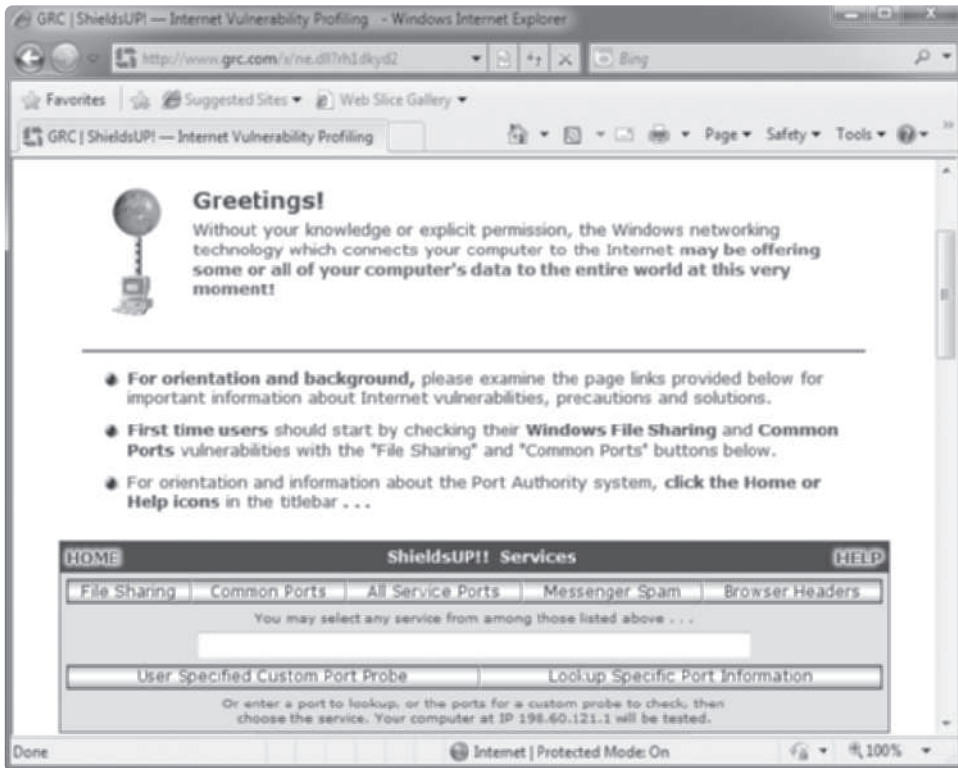 GRC | ShieldsUP! — Internet Vulnerability Profiling - Windows Internet Explorer
http://www.grc.com/x/ne.dll?rh1dkyd2
Bing
Favorites Suggested Sites Web Slice Gallery
GRC | ShieldsUP! — Internet Vulnerability Profiling Page Safety Tools
Greetings!
Without your knowledge or explicit permission, the Windows networking
technology which connects your computer to the Internet may be offering
some or all of your computer's data to the entire world at this very
moment!
For orientation and background, please examine the page links provided below for
important information about Internet vulnerabilities, precautions and solutions.
First time users should start by checking their Windows File Sharing and Common
Ports vulnerabilities with the "File Sharing" and "Common Ports" buttons below.
For orientation and information about the Port Authority system, click the Home or
Help icons in the titlebar . . .
HOME ShieldsUP!! Services HELP
File Sharing Common Ports All Service Ports Messenger Spam Browser Headers
You may select any service from among those listed above . . .
User Specified Custom Port Probe Lookup Specific Port Information
Or enter a port to lookup, or the ports for a custom probe to check, then
choose the service. Your computer at IP 198.60.121.1 will be tested.
Done Internet | Protected Mode: On 100%